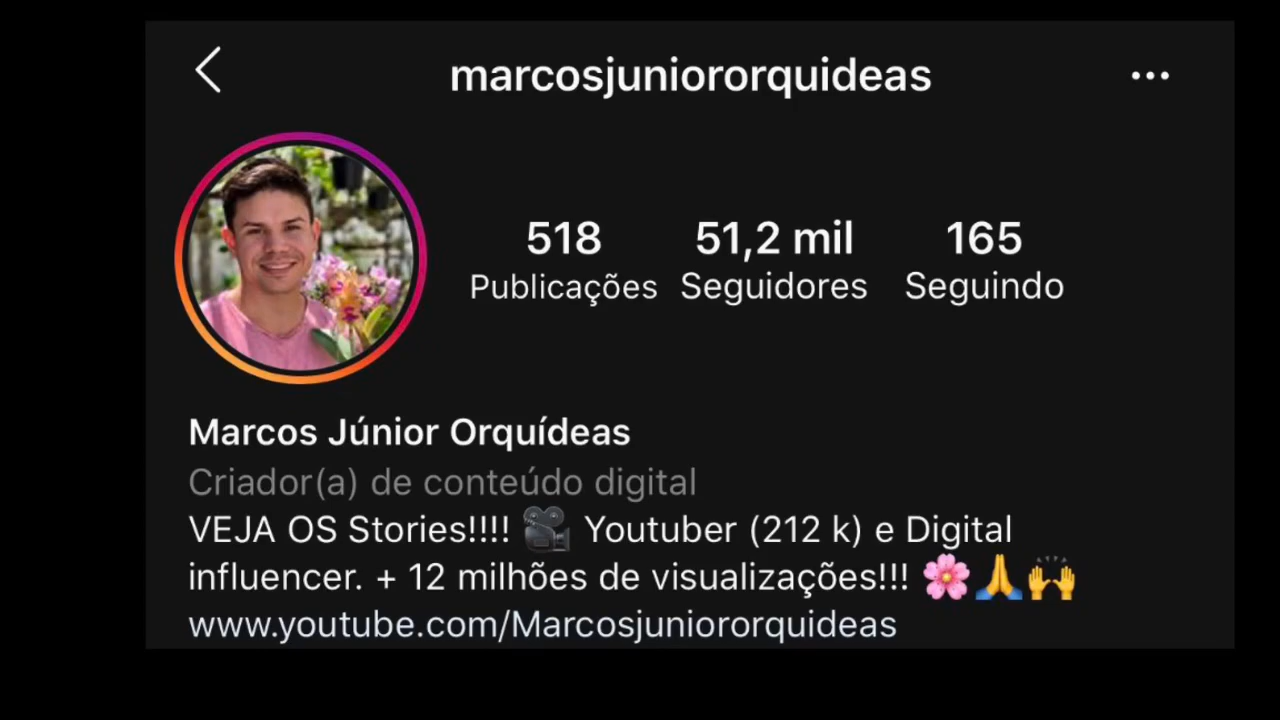 marcosjuniororquideas
518 51,2 mil 165
Publicações Seguidores Seguindo
Marcos Júnior Orquídeas
Criador(a) de conteúdo digital
VEJA OS Stories!!!! 🎥 Youtuber (212 k) e Digital
influencer. + 12 milhões de visualizações!!! 🌸🙏🙌
www.youtube.com/Marcosjuniororquideas